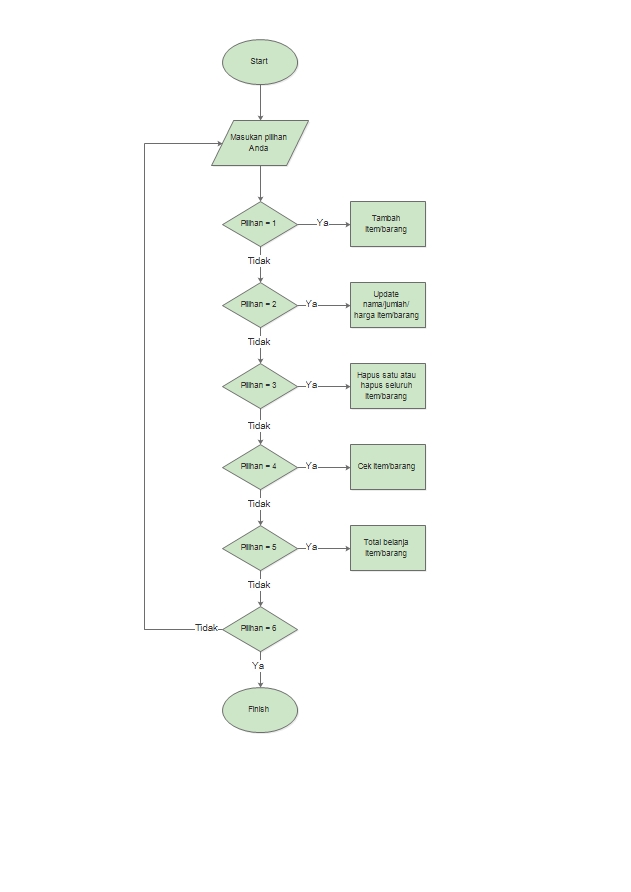 Start
Masukan pilihan
Anda
Pilihan = 1
Ya
Tambah
item/barang
Tidak
Pilihan = 2
Ya
Update
nama/jumlah/
harga item/barang
Tidak
Pilihan = 3
Ya
Hapus satu atau
hapus seluruh
item/barang
Tidak
Pilihan = 4
Ya
Cek item/barang
Tidak
Pilihan = 5
Ya
Total belanja
item/barang
Tidak
Tidak
Pilihan = 6
Ya
Finish